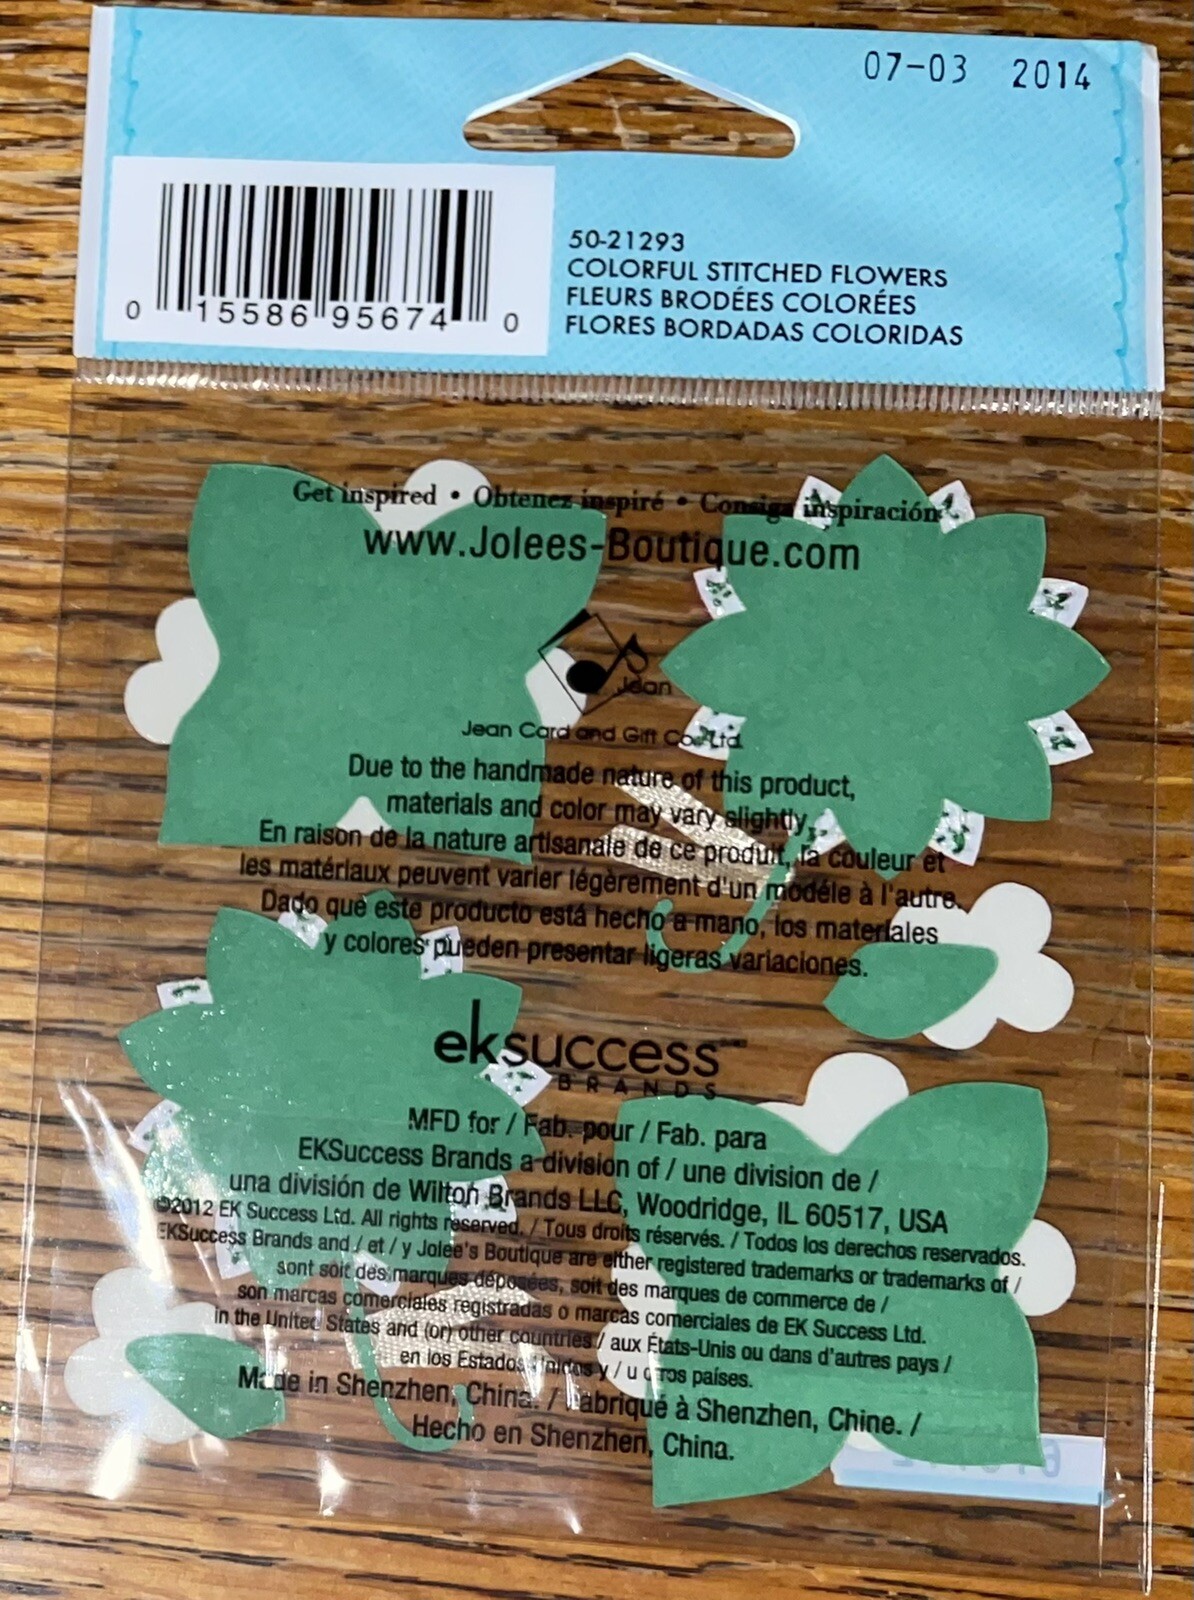 07-03 2014
0 15586 95674 0
50-21293
COLORFUL STITCHED FLOWERS
FLEURS BRODÉES COLORÉES
FLORES BORDADAS COLORIDAS
Get inspired • Obtenez inspiré • Consiga inspiración
www.Jolees-Boutique.com
Jean
Jean Card and Gift Co., Ltd.
Due to the handmade nature of this product,
materials and color may vary slightly.
En raison de la nature artisanale de ce produit, la couleur et
les matériaux peuvent varier légèrement d'un modéle à l'autre.
Dado que este producto está hecho a mano, los materiales
y colores pueden presentar ligeras variaciones.
eksuccess
BRANDS
MFD for / Fab. pour / Fab. para
EKSuccess Brands a division of / une division de /
una división de Wilton Brands LLC, Woodridge, IL 60517, USA
©2012 EK Success Ltd. All rights reserved. / Tous droits réservés. / Todos los derechos reservados.
EKSuccess Brands and / et / y Jolee's Boutique are either registered trademarks or trademarks of /
sont soit des marques déposées, soit des marques de commerce de /
son marcas comerciales registradas o marcas comerciales de EK Success Ltd.
in the United States and (or) other countries / aux États-Unis ou dans d'autres pays /
en los Estados Unidos y / u otros países.
Made in Shenzhen, China. / Fabriqué à Shenzhen, Chine. /
Hecho en Shenzhen, China.